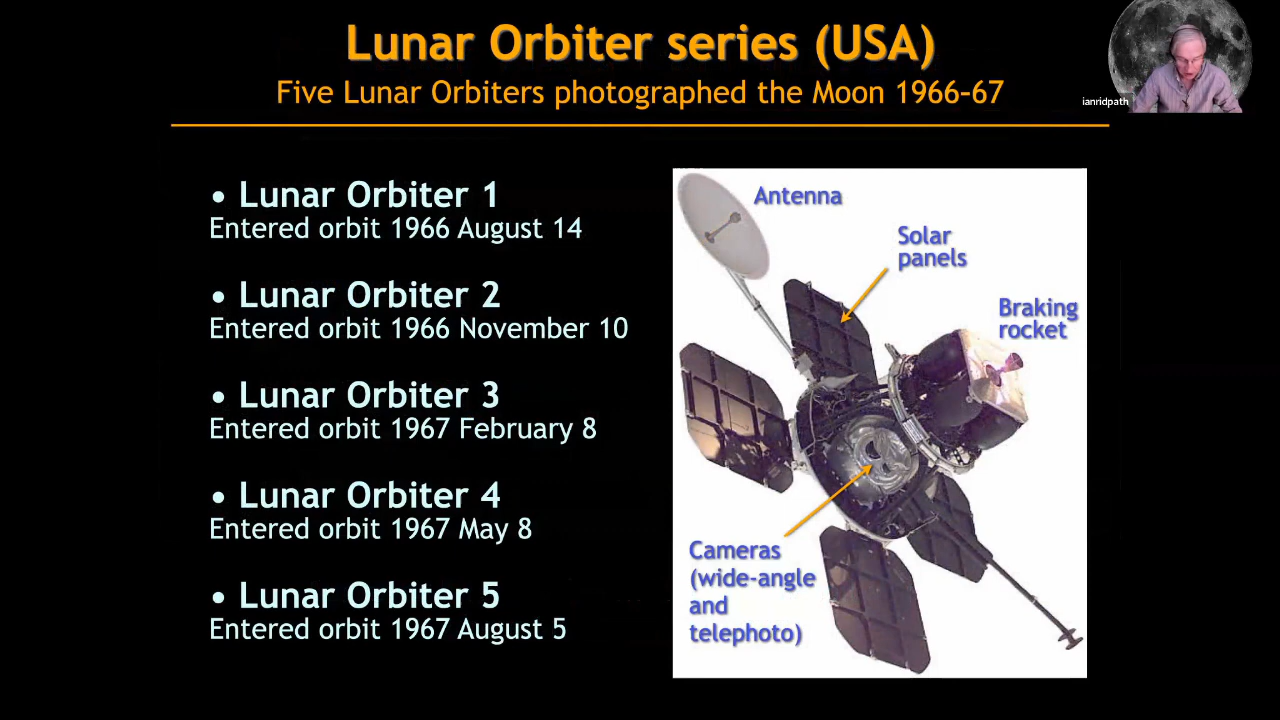 Lunar Orbiter series (USA)
Five Lunar Orbiters photographed the Moon 1966-67
ianridpath
• Lunar Orbiter 1
Entered orbit 1966 August 14
• Lunar Orbiter 2
Entered orbit 1966 November 10
• Lunar Orbiter 3
Entered orbit 1967 February 8
• Lunar Orbiter 4
Entered orbit 1967 May 8
• Lunar Orbiter 5
Entered orbit 1967 August 5
Antenna
Solar
panels
Braking
rocket
Cameras
(wide-angle
and
telephoto)